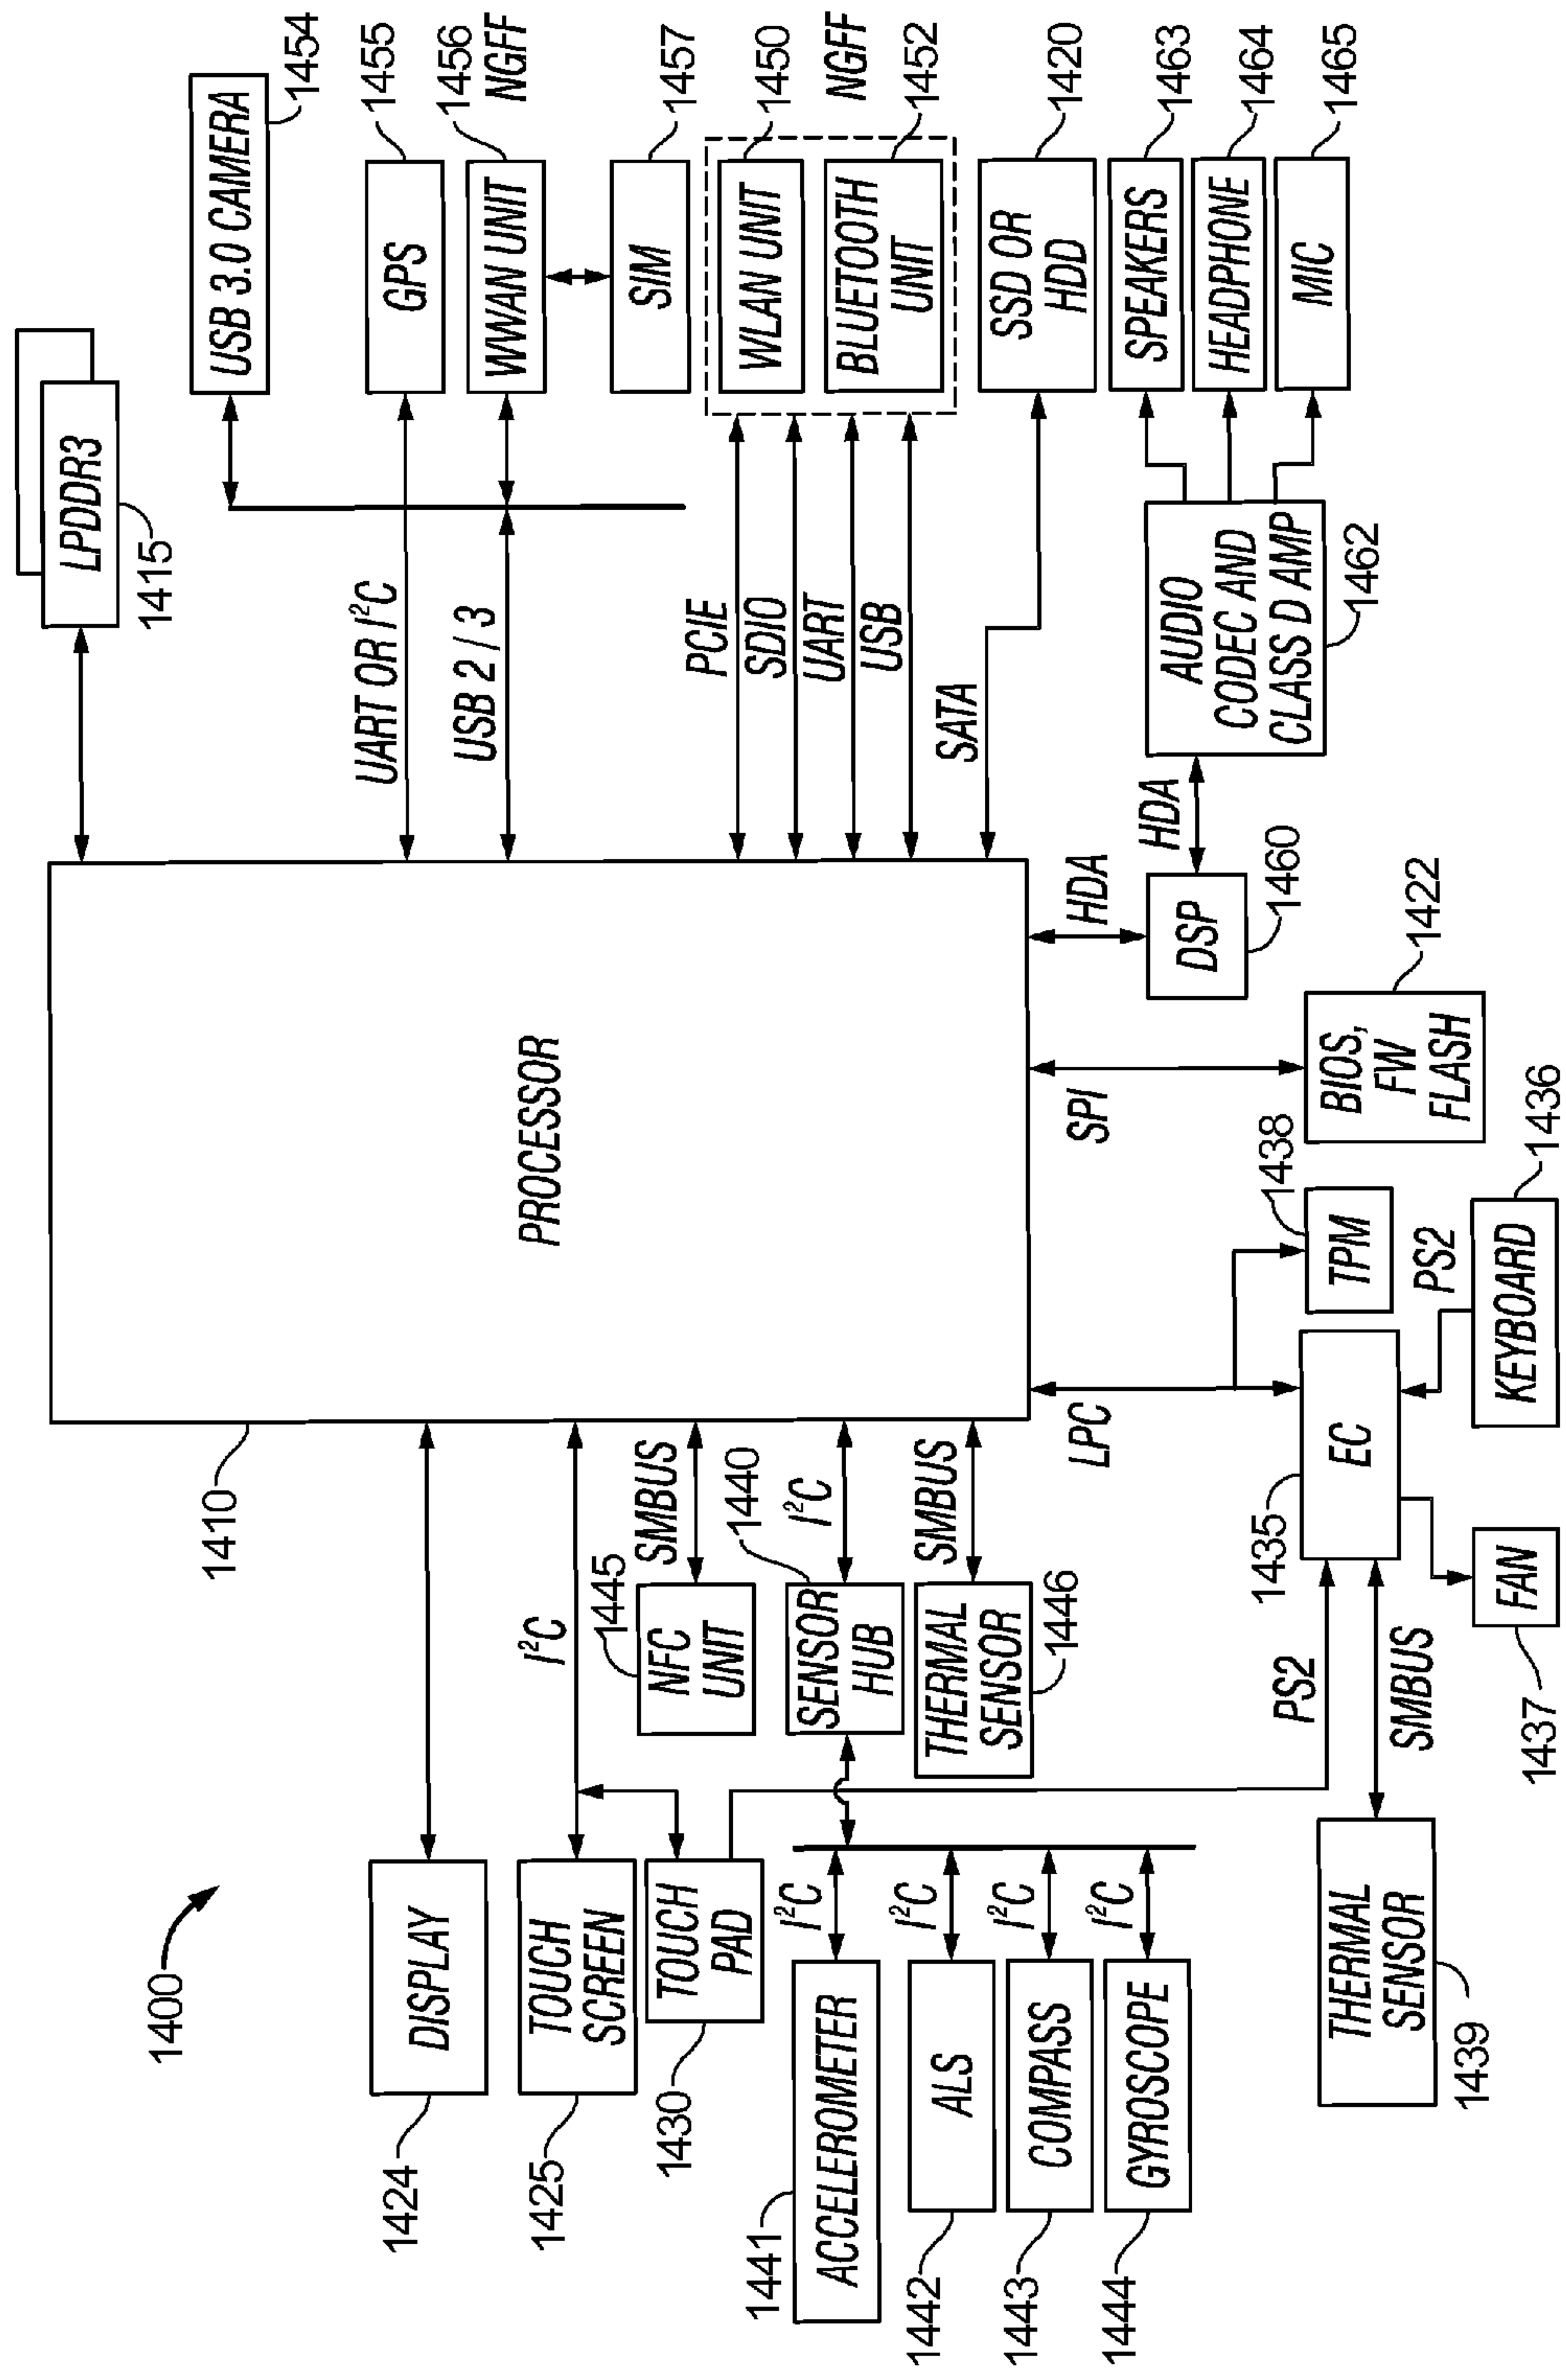 1400
LPDDR3
1415
1410
PROCESSOR
1424
DISPLAY
1425
TOUCH
SCREEN
I²C
1430
TOUCH
PAD
1445
NFC
UNIT
SMBUS
1440
SENSOR
HUB
I²C
THERMAL
SENSOR
1446
SMBUS
1441
ACCELEROMETER
I²C
1442
ALS
I²C
1443
COMPASS
I²C
1444
GYROSCOPE
I²C
THERMAL
SENSOR
1439
PS2
SMBUS
1435
EC
LPC
1437
FAN
1438
TPM
PS2
KEYBOARD
1436
SPI
BIOS,
FW
FLASH
1422
HDA
DSP
1460
HDA
AUDIO
CODEC AND
CLASS D AMP
1462
USB 3.0 CAMERA
1454
UART OR I²C
GPS
1455
USB 2 / 3
WWAN UNIT
1456
NGFF
SIM
1457
PCIE
SDIO
UART
USB
WLAN UNIT
1450
BLUETOOTH
UNIT
NGFF
1452
SATA
SSD OR
HDD
1420
SPEAKERS
1463
HEADPHONE
1464
MIC
1465